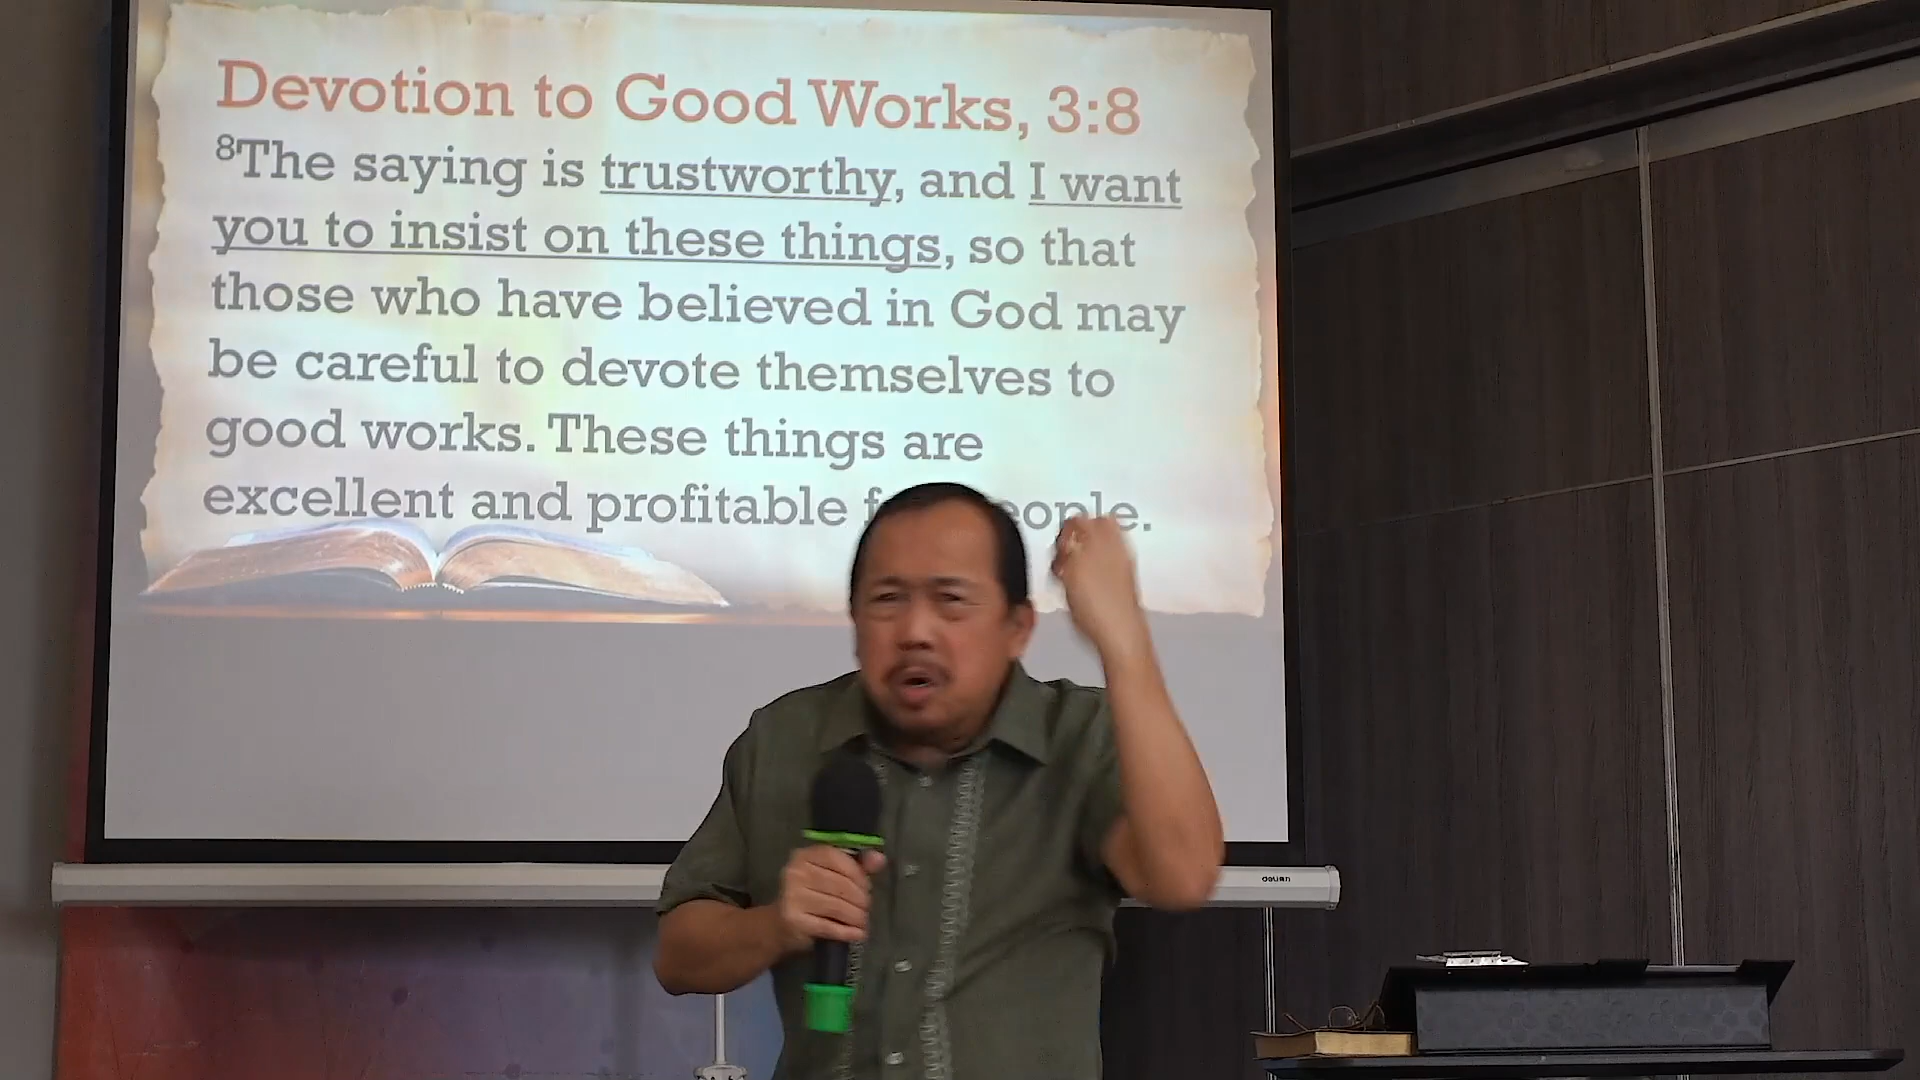 Devotion to Good Works, 3:8
⁸The saying is trustworthy, and I want
you to insist on these things, so that
those who have believed in God may
be careful to devote themselves to
good works. These things are
excellent and profitable